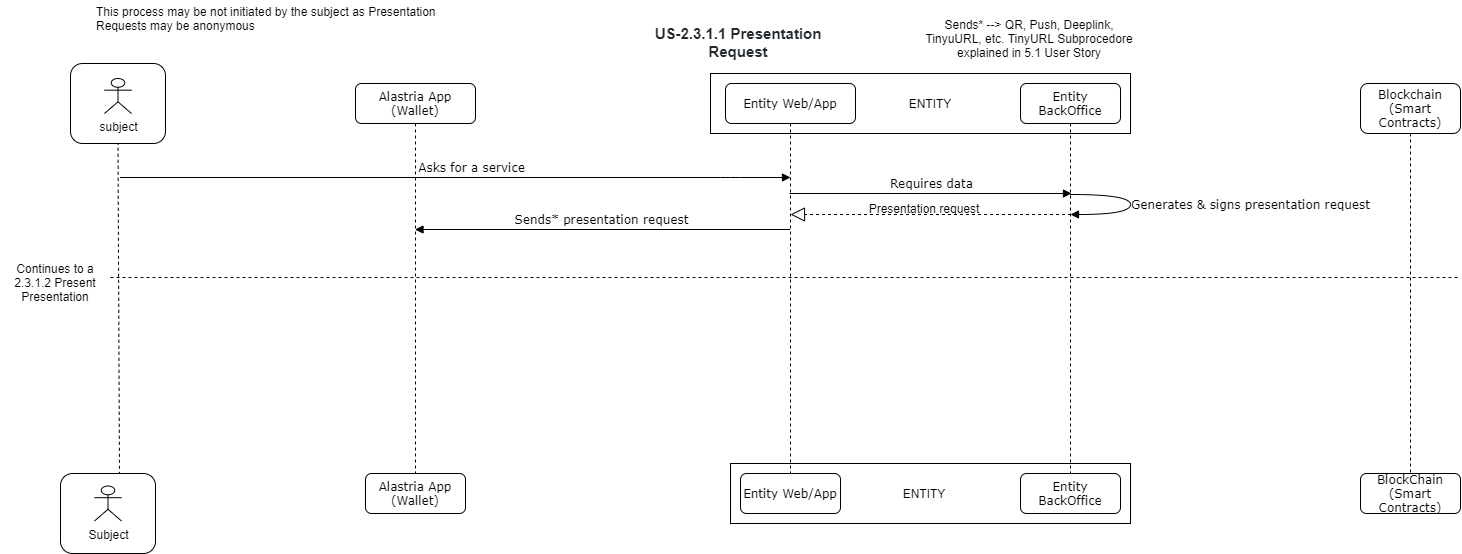 This process may be not initiated by the subject as Presentation
Requests may be anonymous
US-2.3.1.1 Presentation
Request
Sends* --> QR, Push, Deeplink,
TinyuURL, etc. TinyURL Subprocedore
explained in 5.1 User Story
subject
Alastria App
(Wallet)
Entity Web/App
ENTITY
Entity
BackOffice
Blockchain
(Smart
Contracts)
Asks for a service
Requires data
Generates & signs presentation request
Presentation request
Sends* presentation request
Continues to a
2.3.1.2 Present
Presentation
Subject
Alastria App
(Wallet)
Entity Web/App
ENTITY
Entity
BackOffice
BlockChain
(Smart
Contracts)